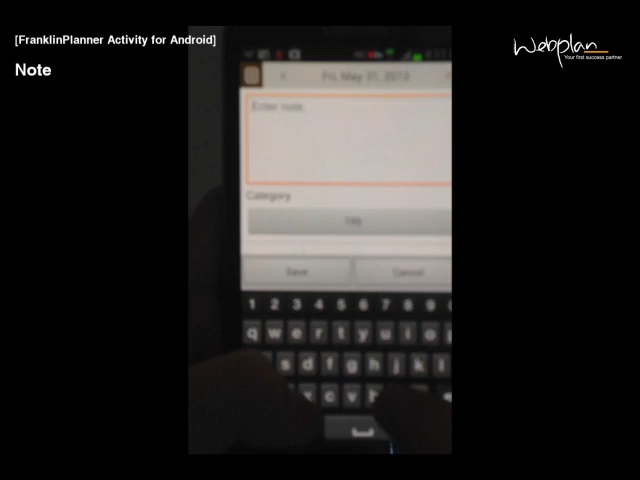 [FranklinPlanner Activity for Android]
Note
Webplan
Your first success partner
Fri, May 31, 2013
Enter note
Category
Save
Cancel
1 2 3 4 5 6 7 8 9
q w e r t y u i o
s d f g h j k l
x c v b